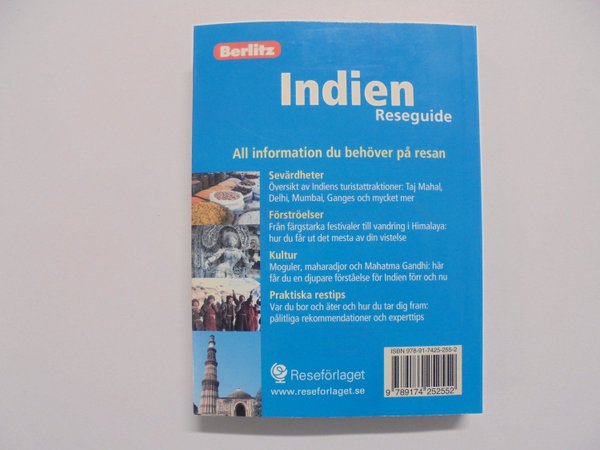 Berlitz
Indien
Reseguide
All information du behöver på resan
Sevärdheter
Översikt av Indiens turistattraktioner: Taj Mahal,
Delhi, Mumbai, Ganges och mycket mer
Förströelser
Från färgstarka festivaler till vandring i Himalaya:
hur du får ut det mesta av din vistelse
Kultur
Moguler, maharadjor och Mahatma Gandhi: här
får du en djupare förståelse för Indien förr och nu
Praktiska restips
Var du bor och äter och hur du tar dig fram:
pålitliga rekommendationer och experttips
ISBN 978-91-7425-255-2
Reseförlaget
www.reseforlaget.se
9 789174 252552